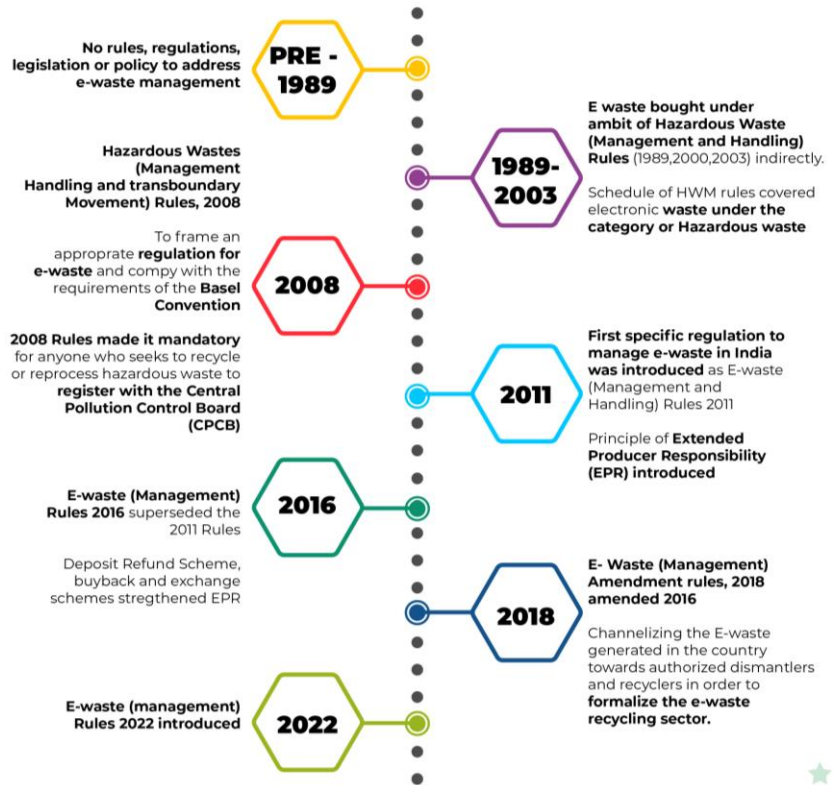 No rules, regulations,
legislation or policy to address
e-waste management
PRE -
1989
E waste bought under
ambit of Hazardous Waste
(Management and Handling)
Rules (1989,2000,2003) indirectly.
Schedule of HWM rules covered
electronic waste under the
category or Hazardous waste
1989-
2003
Hazardous Wastes
(Management
Handling and transboundary
Movement) Rules, 2008
To frame an
approprate regulation for
e-waste and compy with the
requirements of the Basel
Convention
2008 Rules made it mandatory
for anyone who seeks to recycle
or reprocess hazardous waste to
register with the Central
Pollution Control Board
(CPCB)
2008
First specific regulation to
manage e-waste in India
was introduced as E-waste
(Management and
Handling) Rules 2011
Principle of Extended
Producer Responsibility
(EPR) introduced
2011
E-waste (Management)
Rules 2016 superseded the
2011 Rules
Deposit Refund Scheme,
buyback and exchange
schemes stregthened EPR
2016
E- Waste (Management)
Amendment rules, 2018
amended 2016
Channelizing the E-waste
generated in the country
towards authorized dismantlers
and recyclers in order to
formalize the e-waste
recycling sector.
2018
E-waste (management)
Rules 2022 introduced
2022